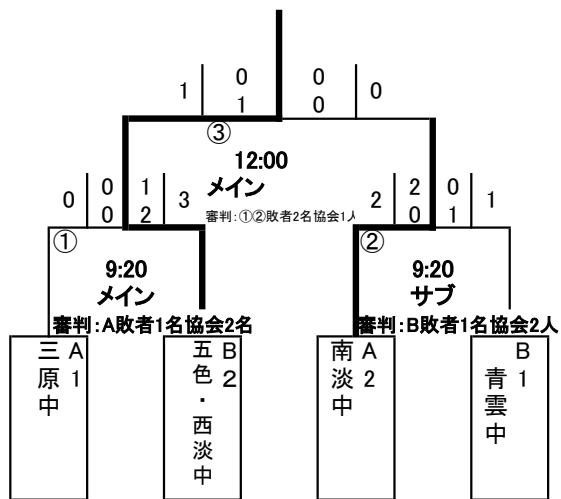 1 0 0 0
1 0
③
12:00
メイン
審判:①②敗者2名協会1人
0 0 1 3 2 2 0 1
0 2 0 1
① ②
9:20 9:20
メイン サブ
審判:A敗者1名協会2名 審判:B敗者1名協会2人
三原中 A1
五色・西淡中 B2
南淡中 A2
青雲中 B1